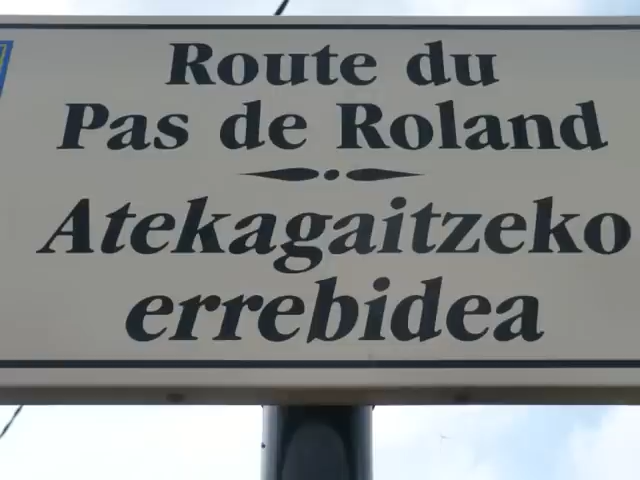 Route du
Pas de Roland
Atekagaitzeko
errebidea